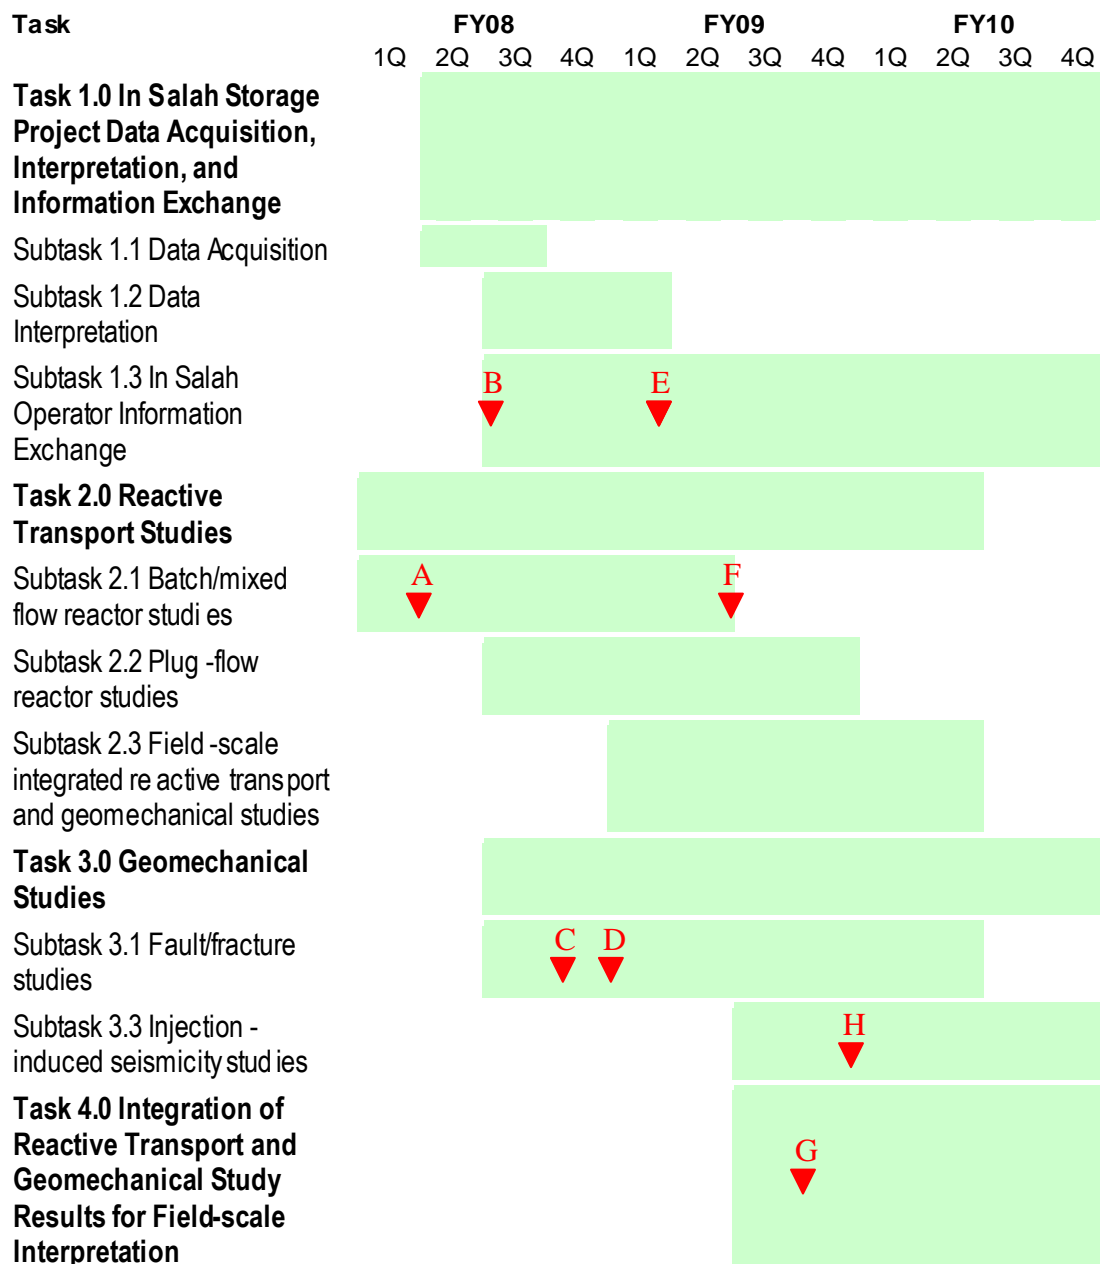 Task FY08 FY09 FY10
1Q 2Q 3Q 4Q 1Q 2Q 3Q 4Q 1Q 2Q 3Q 4Q
Task 1.0 In Salah Storage
Project Data Acquisition,
Interpretation, and
Information Exchange
Subtask 1.1 Data Acquisition
Subtask 1.2 Data
Interpretation
Subtask 1.3 In Salah
Operator Information
Exchange
B E
Task 2.0 Reactive
Transport Studies
Subtask 2.1 Batch/mixed
flow reactor studi es
A F
Subtask 2.2 Plug -flow
reactor studies
Subtask 2.3 Field -scale
integrated re active transport
and geomechanical studies
Task 3.0 Geomechanical
Studies
Subtask 3.1 Fault/fracture
studies
C D
Subtask 3.3 Injection -
induced seismicity studies
H
Task 4.0 Integration of
Reactive Transport and
Geomechanical Study
Results for Field-scale
Interpretation
G